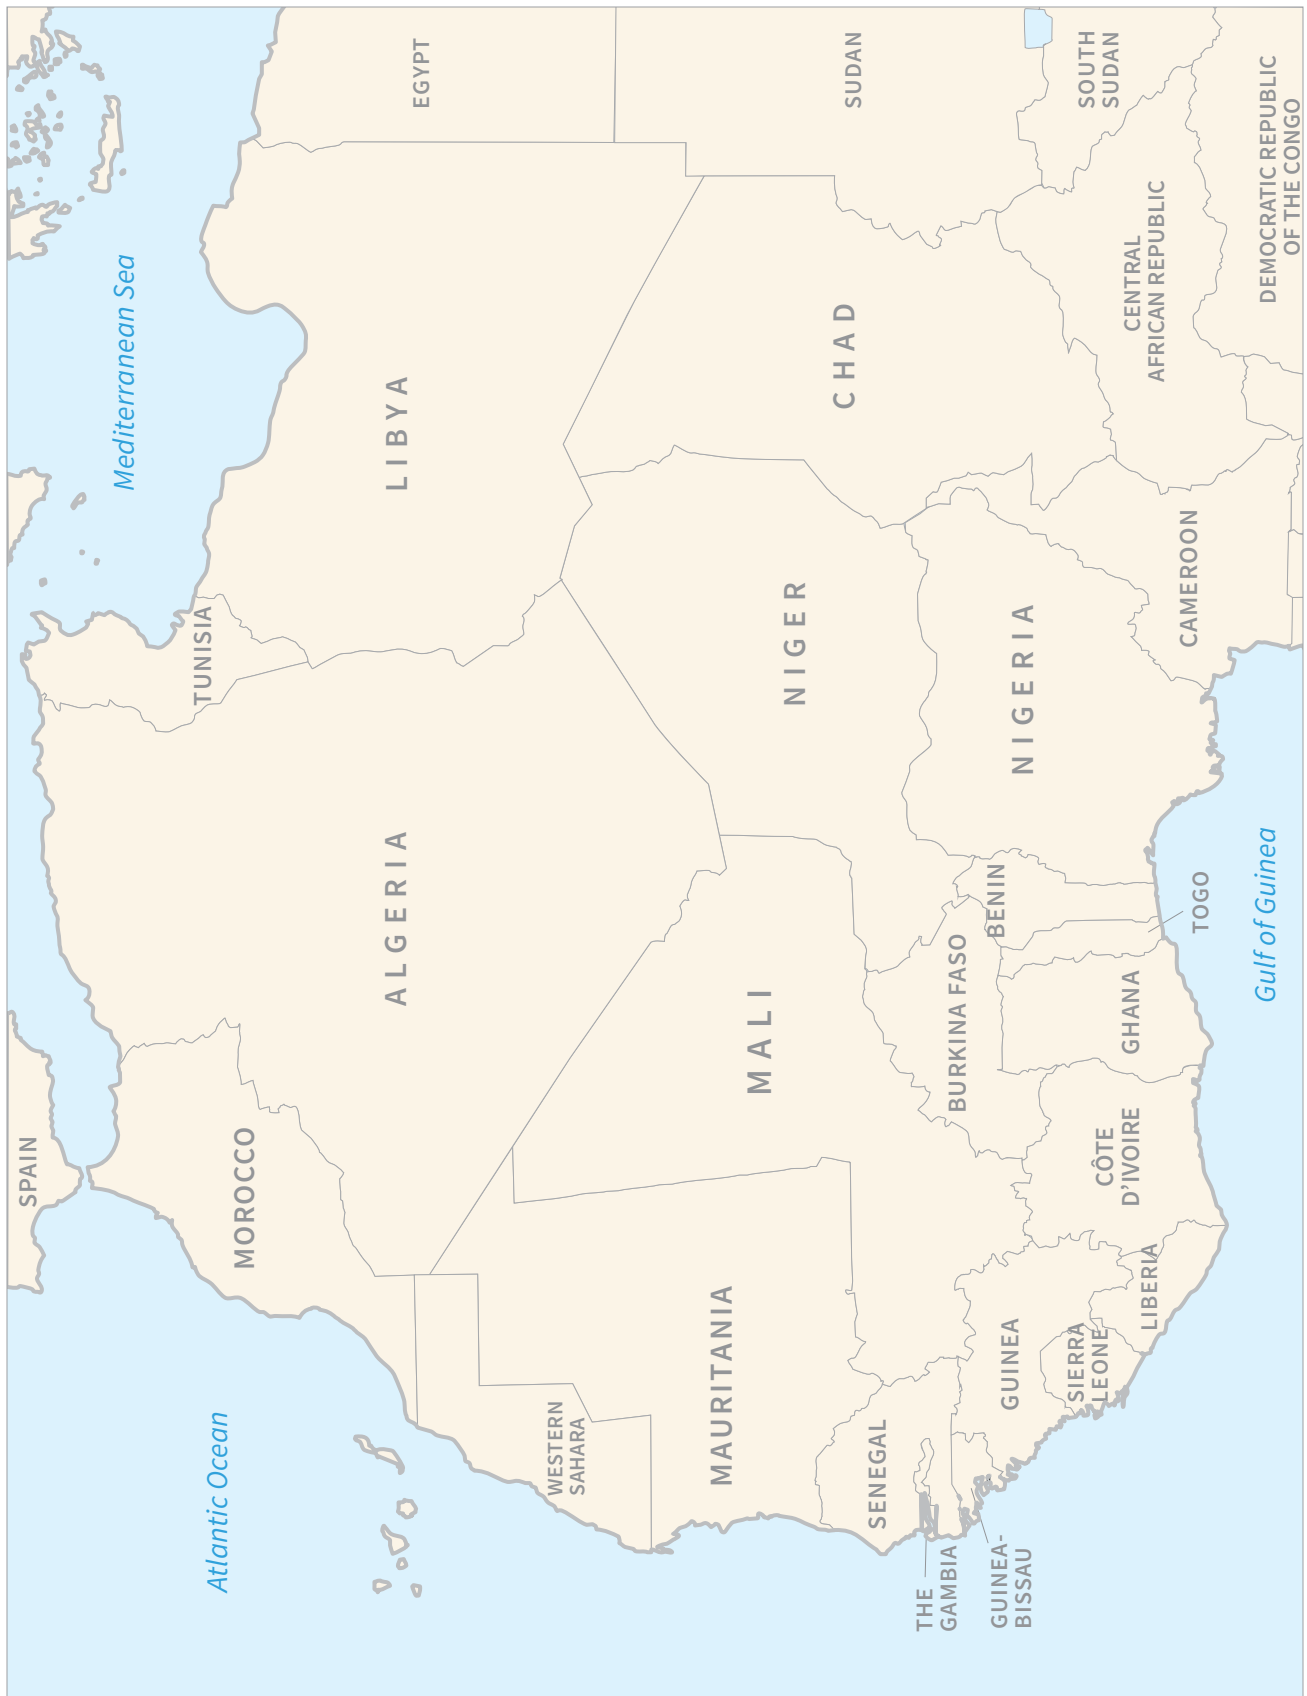 SPAIN
Mediterranean Sea
Atlantic Ocean
MOROCCO
TUNISIA
ALGERIA
LIBYA
EGYPT
WESTERN
SAHARA
MAURITANIA
MALI
NIGER
CHAD
SUDAN
SENEGAL
THE
GAMBIA
GUINEA-
BISSAU
GUINEA
SIERRA
LEONE
LIBERIA
CÔTE
D'IVOIRE
BURKINA FASO
GHANA
TOGO
BENIN
NIGERIA
CAMEROON
CENTRAL
AFRICAN REPUBLIC
SOUTH
SUDAN
DEMOCRATIC REPUBLIC
OF THE CONGO
Gulf of Guinea